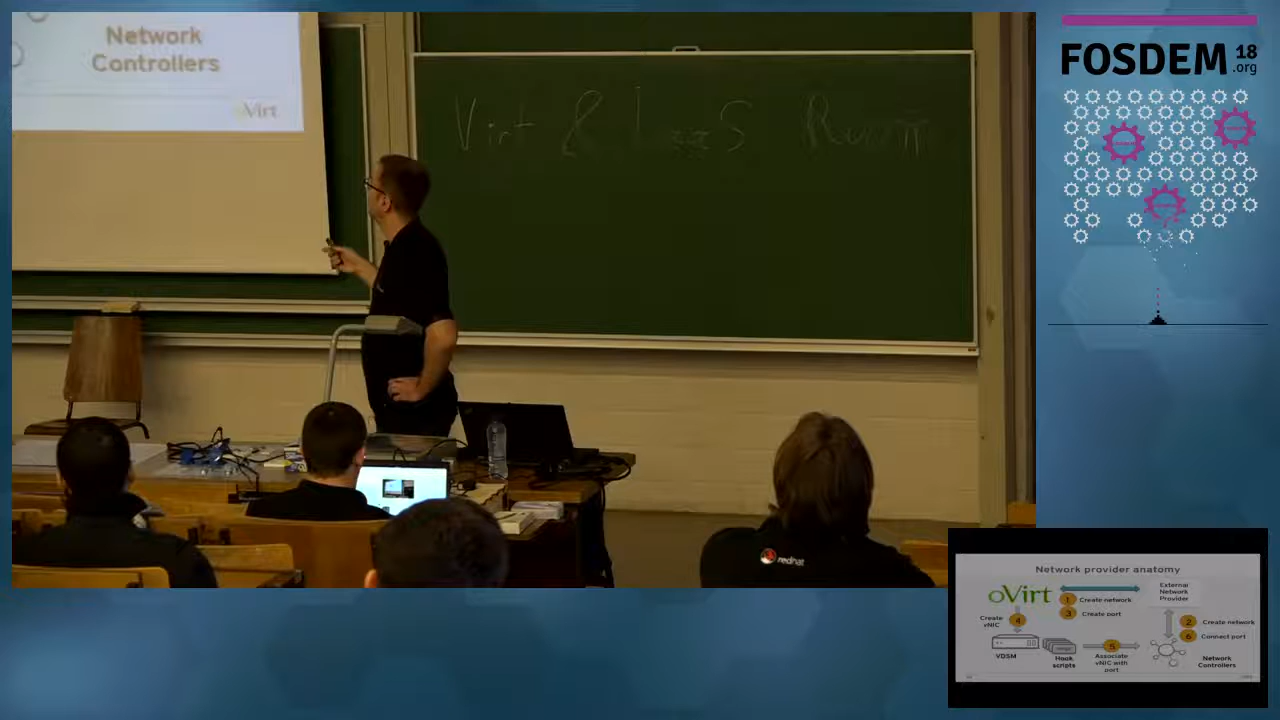 Network
Controllers
oVirt
Virt & IaaS Room
redhat
FOSDEM 18
.org
Network provider anatomy
oVirt
External
Network
Provider
1 Create network
3 Create port
Create
vNIC
4
2 Create network
6 Connect port
5
VDSM
Hook
scripts
Associate
vNIC with
port
Network
Controllers